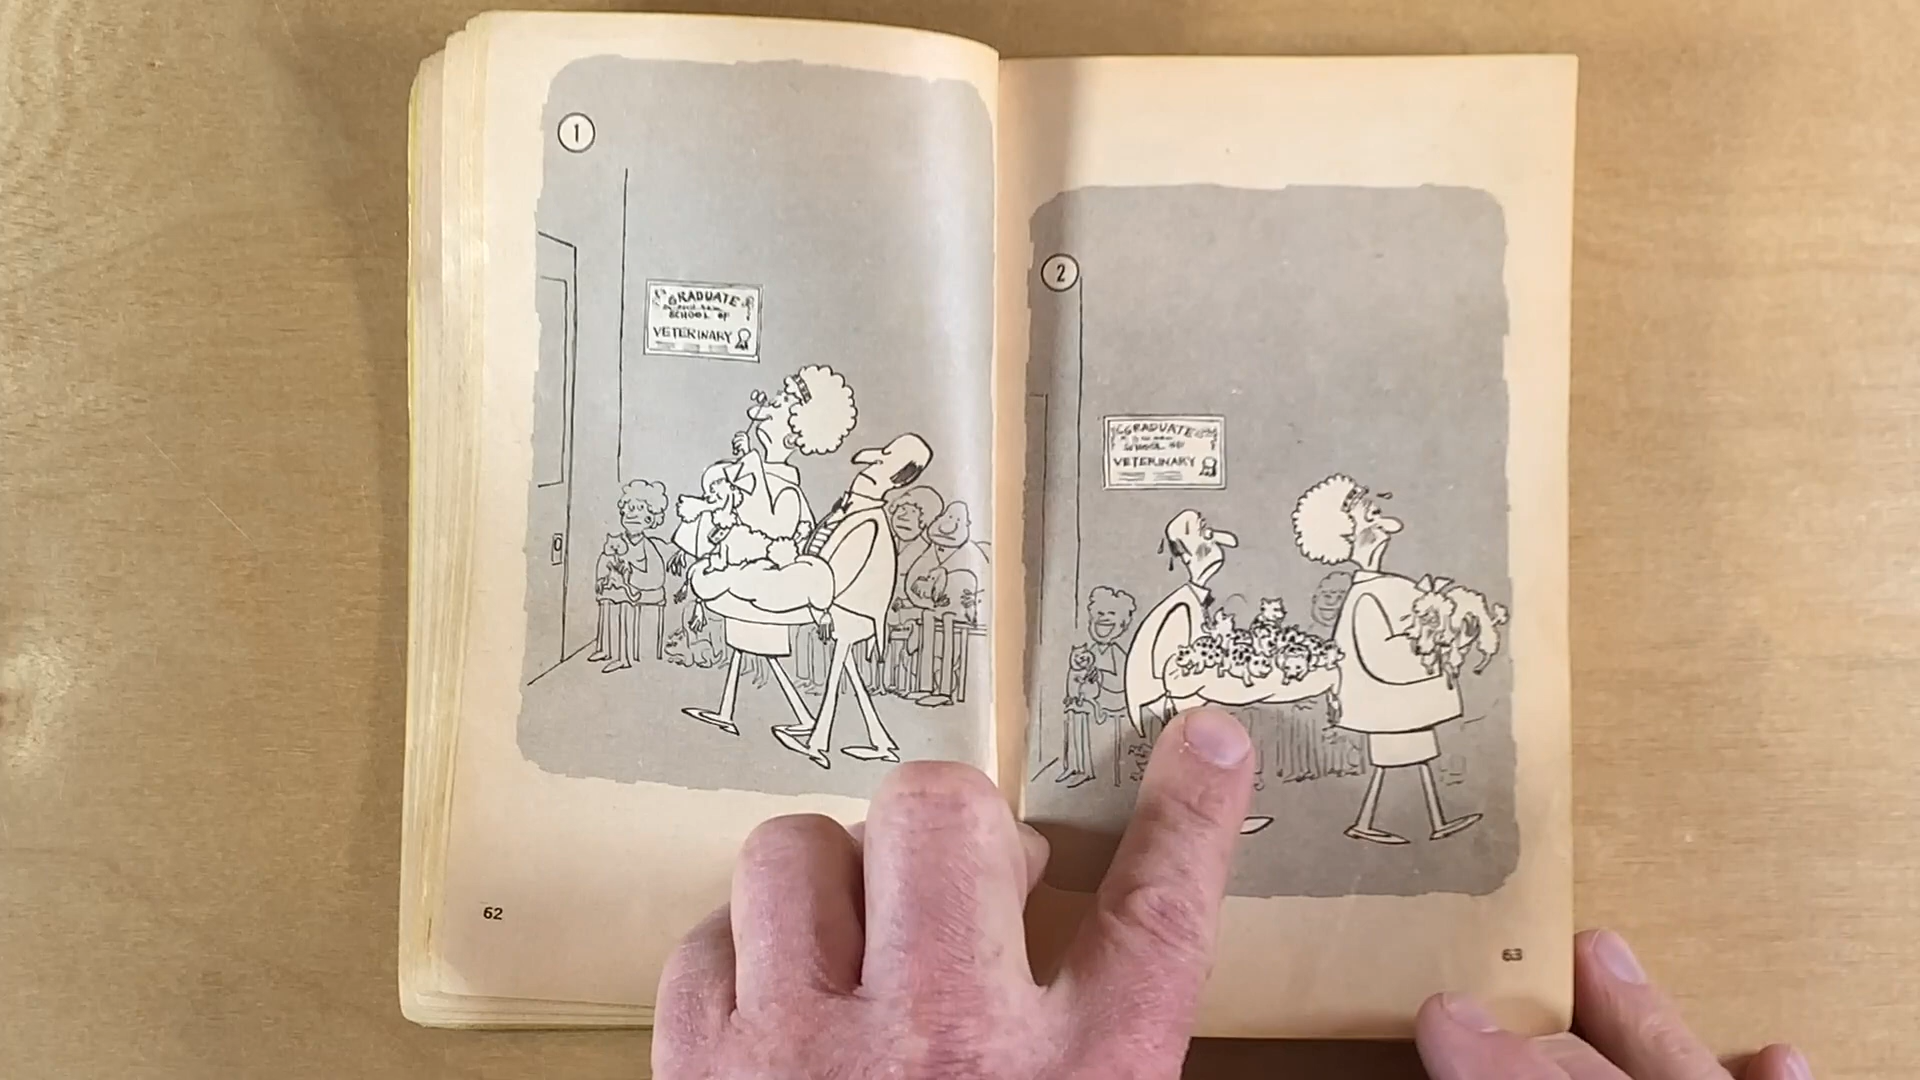 1
GRADUATE
SCHOOL OF
VETERINARY
62
2
GRADUATE
SCHOOL OF
VETERINARY
63